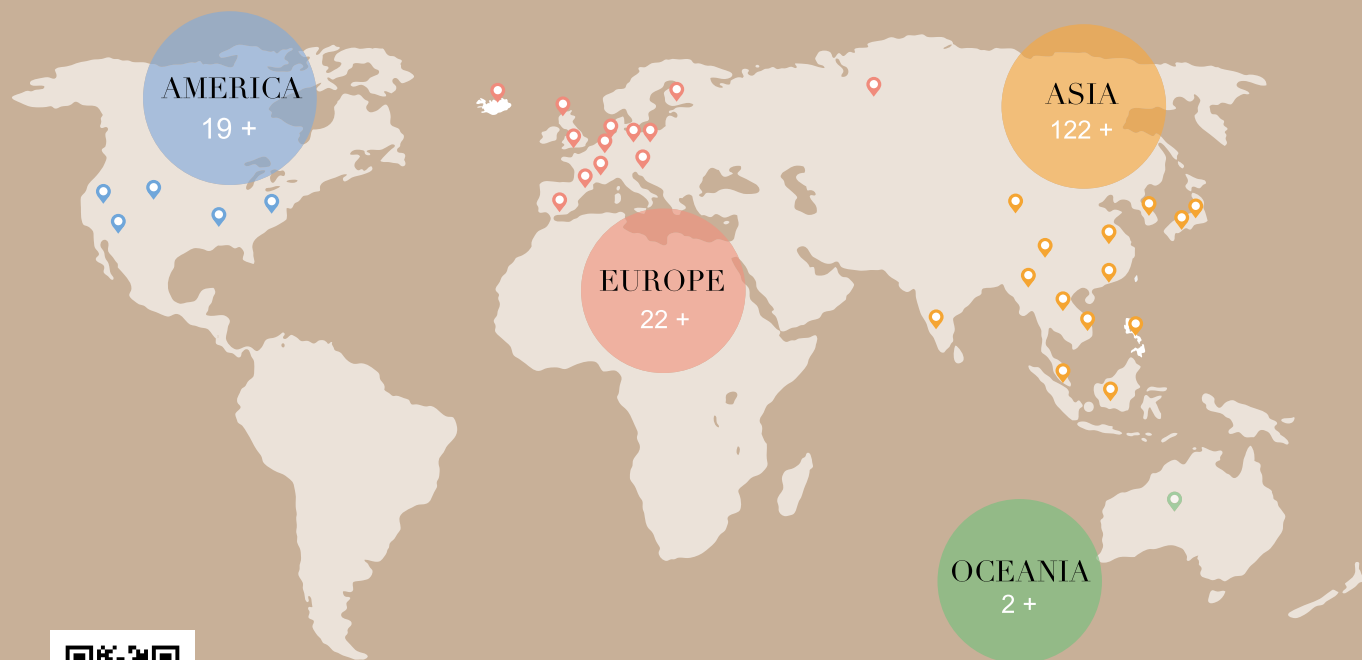 AMERICA
19 +
ASIA
122 +
EUROPE
22 +
OCEANIA
2 +